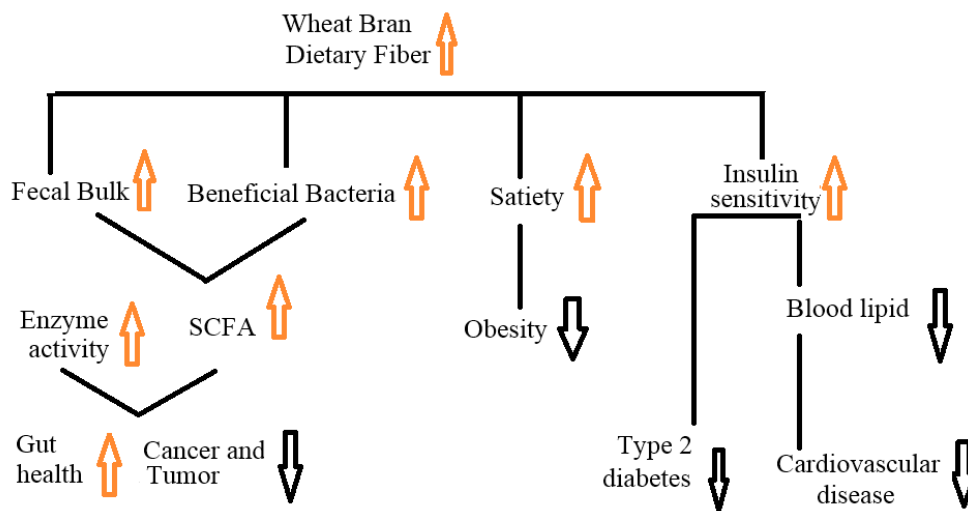 Wheat Bran
Dietary Fiber
Fecal Bulk
Beneficial Bacteria
Satiety
Insulin
sensitivity
Enzyme
activity
SCFA
Obesity
Blood lipid
Gut
health
Cancer and
Tumor
Type 2
diabetes
Cardiovascular
disease